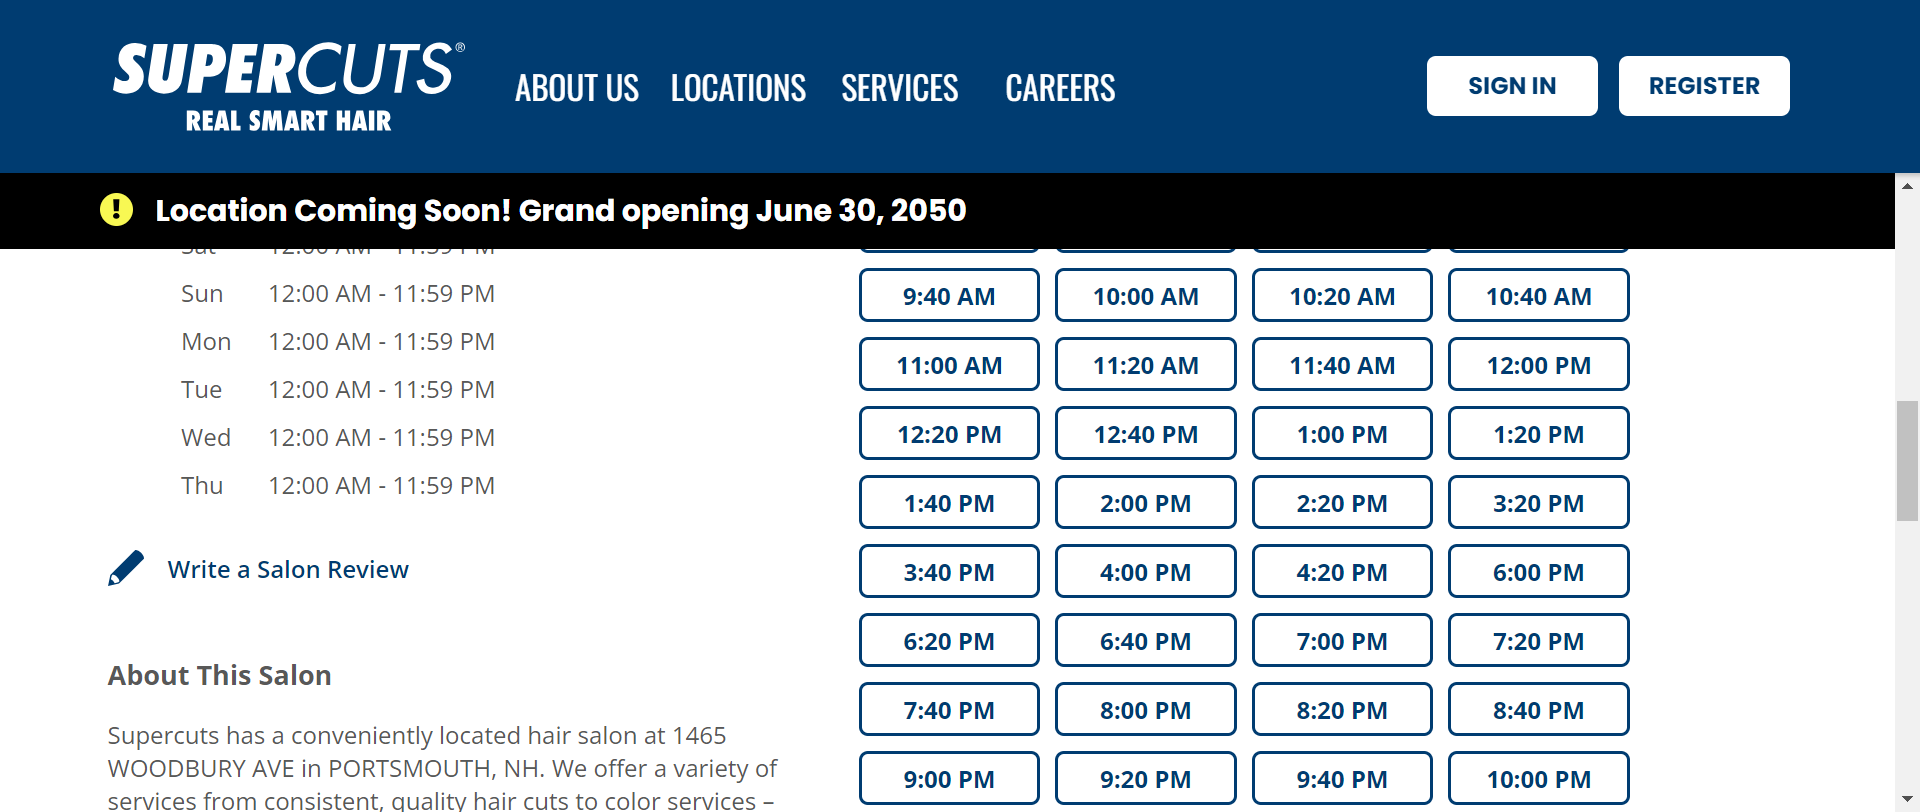 SUPERCUTS®
REAL SMART HAIR
ABOUT US LOCATIONS SERVICES CAREERS
SIGN IN REGISTER
! Location Coming Soon! Grand opening June 30, 2050
Sat 12:00 AM - 11:59 PM
Sun 12:00 AM - 11:59 PM
Mon 12:00 AM - 11:59 PM
Tue 12:00 AM - 11:59 PM
Wed 12:00 AM - 11:59 PM
Thu 12:00 AM - 11:59 PM
Write a Salon Review
About This Salon
Supercuts has a conveniently located hair salon at 1465
WOODBURY AVE in PORTSMOUTH, NH. We offer a variety of
services from consistent, quality hair cuts to color services –
9:40 AM 10:00 AM 10:20 AM 10:40 AM
11:00 AM 11:20 AM 11:40 AM 12:00 PM
12:20 PM 12:40 PM 1:00 PM 1:20 PM
1:40 PM 2:00 PM 2:20 PM 3:20 PM
3:40 PM 4:00 PM 4:20 PM 6:00 PM
6:20 PM 6:40 PM 7:00 PM 7:20 PM
7:40 PM 8:00 PM 8:20 PM 8:40 PM
9:00 PM 9:20 PM 9:40 PM 10:00 PM